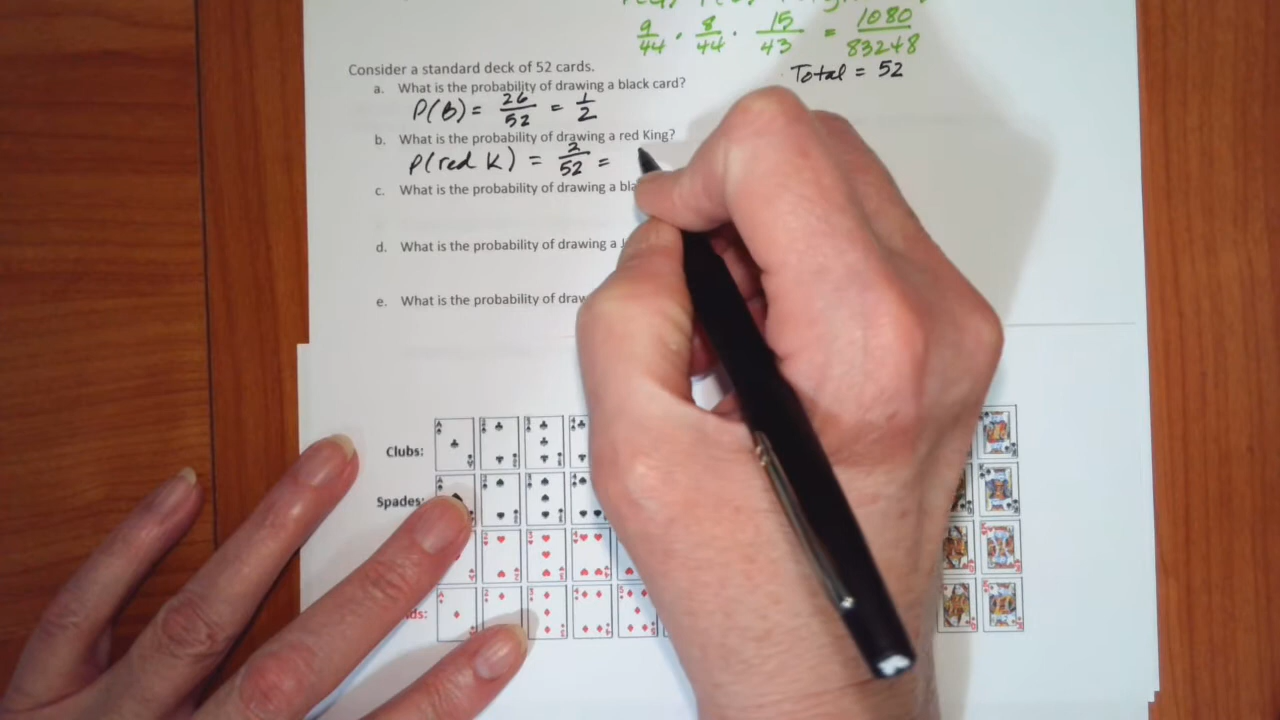 9/44 · 8/44 · 15/43 = 1080/83248
Consider a standard deck of 52 cards.
Total = 52
a. What is the probability of drawing a black card?
P(B) = 26/52 = 1/2
b. What is the probability of drawing a red King?
P(red K) = 2/52 =
c. What is the probability of drawing a
d. What is the probability of drawing a
e. What is the probability of
Clubs:
Spades: